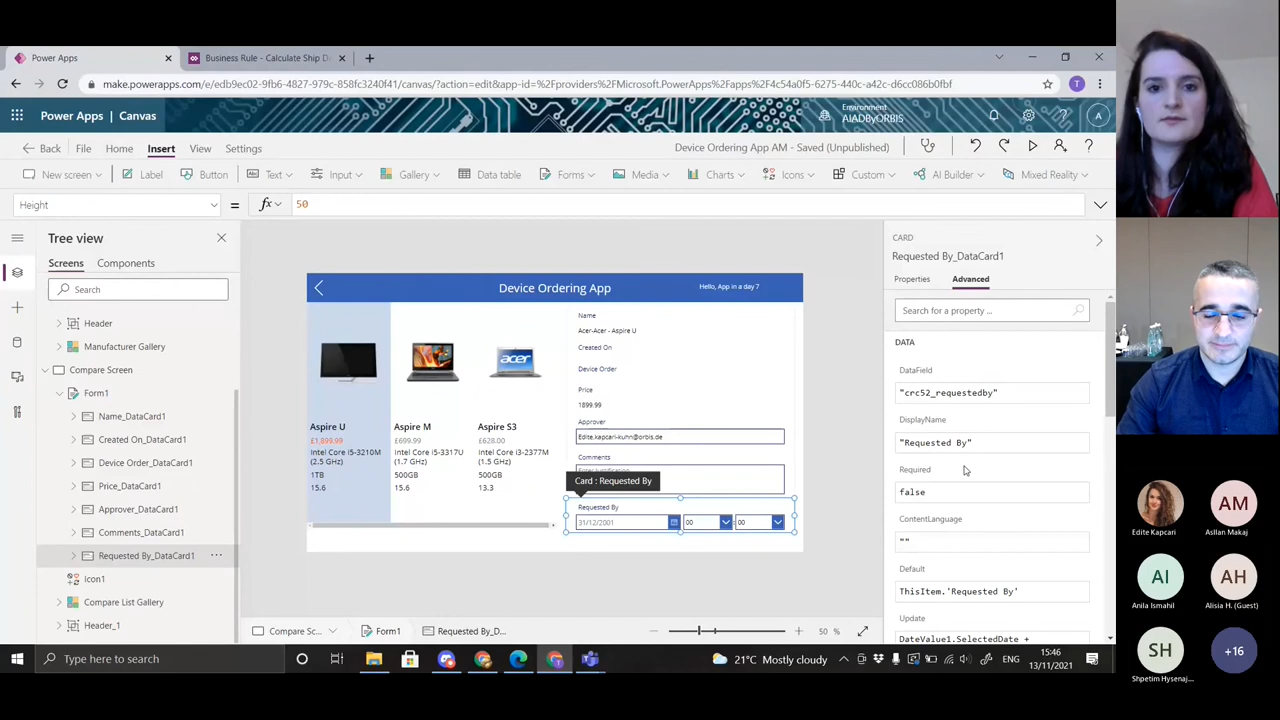 Power Apps
Business Rule - Calculate Ship D
make.powerapps.com/e/edb9ec02-9fb6-4827-979c-858fc3240f41/canvas/?action=edit&app-id=%2Fproviders%2FMicrosoft.PowerApps%2Fapps%2F4c54a0f5-6275-440c-a42c-d6cc086b0fbf
T
Power Apps | Canvas
Environment
AIADByORBIS
A
Back File Home Insert View Settings
Device Ordering App AM - Saved (Unpublished)
New screen Label Button Text Input Gallery Data table Forms Media Charts Icons Custom AI Builder Mixed Reality
Height = fx 50
Tree view
Screens Components
Search
Header
Manufacturer Gallery
Compare Screen
Form1
Name_DataCard1
Created On_DataCard1
Device Order_DataCard1
Price_DataCard1
Approver_DataCard1
Comments_DataCard1
Requested By_DataCard1 ...
Icon1
Compare List Gallery
Header_1
Device Ordering App
Hello, App in a day 7
Aspire U
£1,899.99
Intel Core i5-3210M
(2.5 GHz)
1TB
15.6
acer
Aspire M
£699.99
Intel Core i5-3317U
(1.7 GHz)
500GB
15.6
Aspire S3
£628.00
Intel Core i3-2377M
(1.5 GHz)
500GB
13.3
Name
Acer-Acer - Aspire U
Created On
Device Order
Price
1899.99
Approver
Edite.kapcari-kuhn@orbis.de
Comments
Card : Requested By
Requested By
31/12/2001 00 : 00
Compare Sc... Form1 Requested By_D...
50 %
CARD
Requested By_DataCard1
Properties Advanced
Search for a property ...
DATA
DataField
"crc52_requestedby"
DisplayName
"Requested By"
Required
false
ContentLanguage
""
Default
ThisItem.'Requested By'
Update
DateValue1.SelectedDate +
Type here to search
21°C Mostly cloudy
ENG
15:46
13/11/2021
AM
Edite Kapcari
Asllan Makaj
AI
AH
Anila Ismahil
Alisia H. (Guest)
SH
+16
Shpetim Hysenaj...